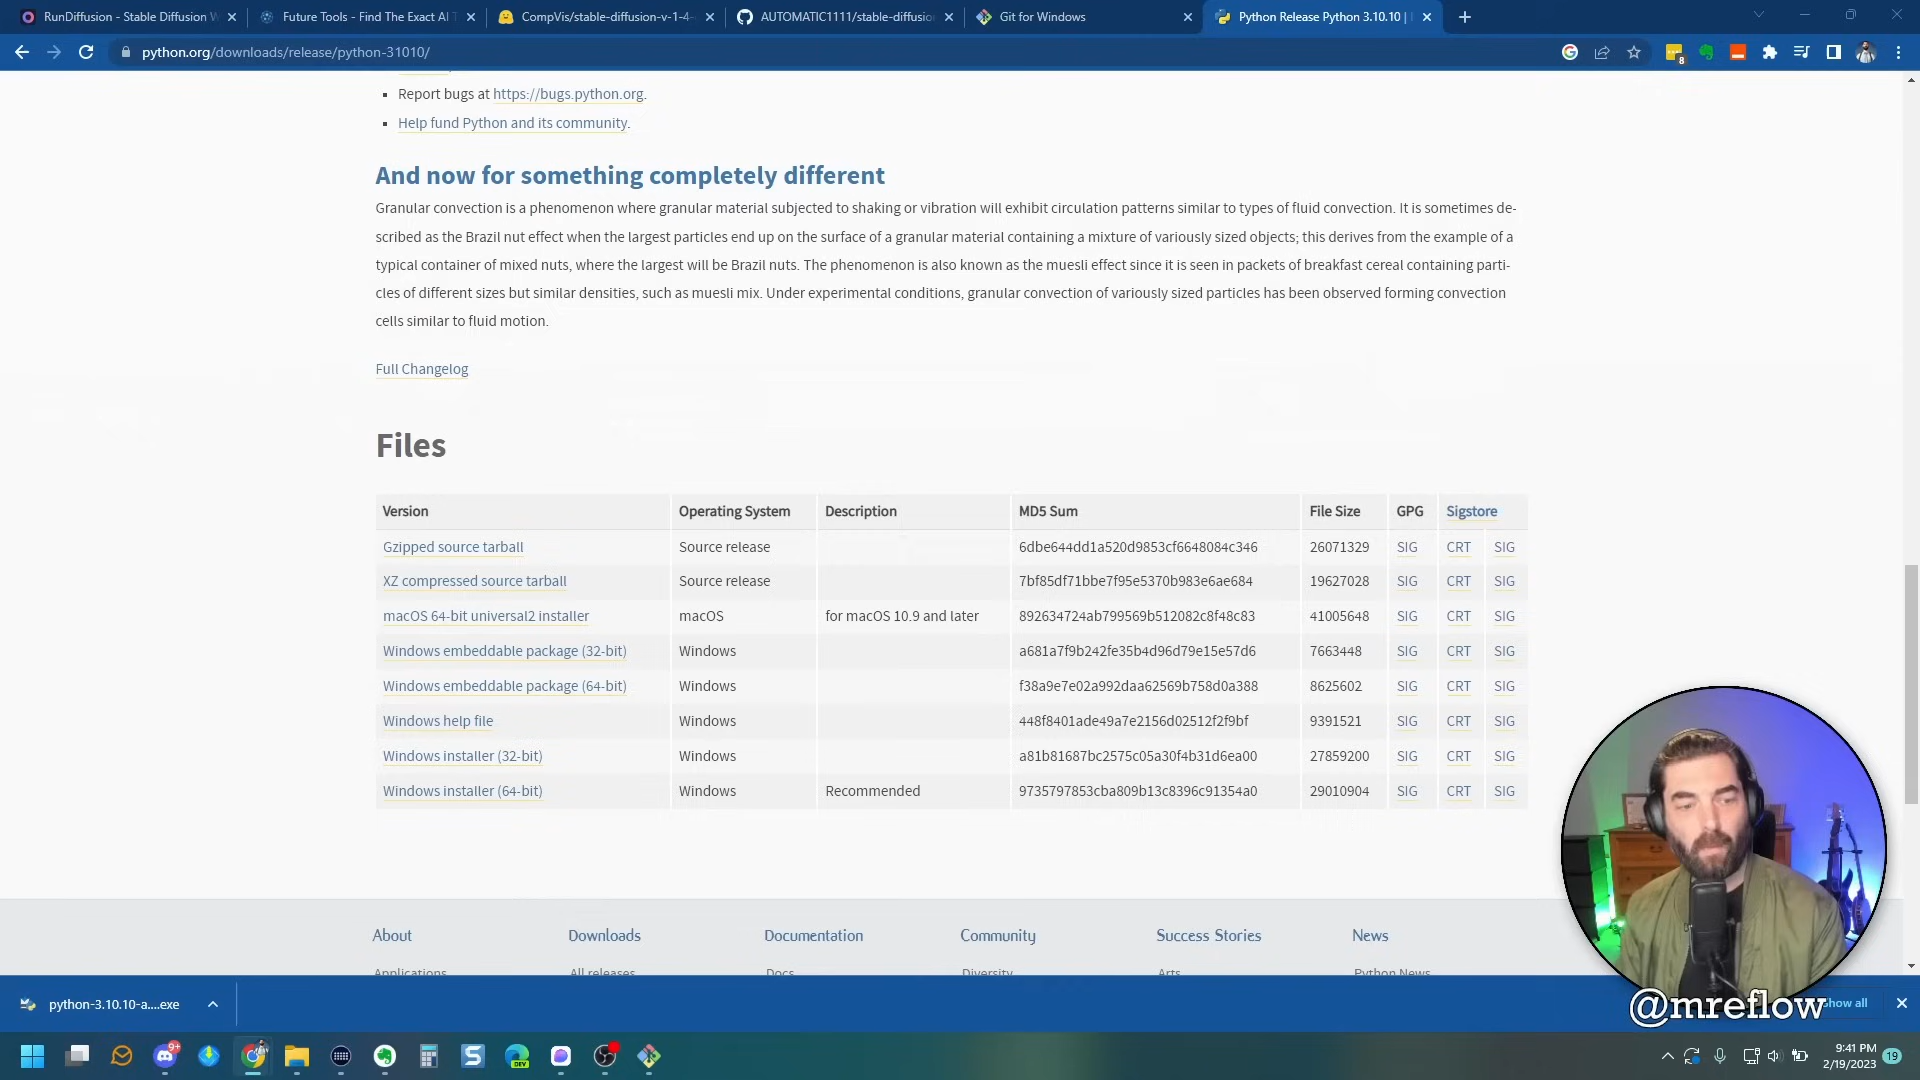 RunDiffusion - Stable Diffusion W
Future Tools - Find The Exact AI T
CompVis/stable-diffusion-v-1-4-
AUTOMATIC1111/stable-diffusion
Git for Windows
Python Release Python 3.10.10 |
python.org/downloads/release/python-31010/
8
Report bugs at https://bugs.python.org.
Help fund Python and its community.
And now for something completely different
Granular convection is a phenomenon where granular material subjected to shaking or vibration will exhibit circulation patterns similar to types of fluid convection. It is sometimes de-
scribed as the Brazil nut effect when the largest particles end up on the surface of a granular material containing a mixture of variously sized objects; this derives from the example of a
typical container of mixed nuts, where the largest will be Brazil nuts. The phenomenon is also known as the muesli effect since it is seen in packets of breakfast cereal containing parti-
cles of different sizes but similar densities, such as muesli mix. Under experimental conditions, granular convection of variously sized particles has been observed forming convection
cells similar to fluid motion.
Full Changelog
Files
Version Operating System Description MD5 Sum File Size GPG Sigstore
Gzipped source tarball Source release 6dbe644dd1a520d9853cf6648084c346 26071329 SIG CRT SIG
XZ compressed source tarball Source release 7bf85df71bbe7f95e5370b983e6ae684 19627028 SIG CRT SIG
macOS 64-bit universal2 installer macOS for macOS 10.9 and later 892634724ab799569b512082c8f48c83 41005648 SIG CRT SIG
Windows embeddable package (32-bit) Windows a681a7f9b242fe35b4d96d79e15e57d6 7663448 SIG CRT SIG
Windows embeddable package (64-bit) Windows f38a9e7e02a992daa62569b758d0a388 8625602 SIG CRT SIG
Windows help file Windows 448f8401ade49a7e2156d02512f2f9bf 9391521 SIG CRT SIG
Windows installer (32-bit) Windows a81b81687bc2575c05a30f4b31d6ea00 27859200 SIG CRT SIG
Windows installer (64-bit) Windows Recommended 9735797853cba809b13c8396c91354a0 29010904 SIG CRT SIG
About Downloads Documentation Community Success Stories News
Applications All releases Docs Diversity Arts Python News
python-3.10.10-a....exe
@mreflow
how all
9+
DEV
9:41 PM
2/19/2023
19